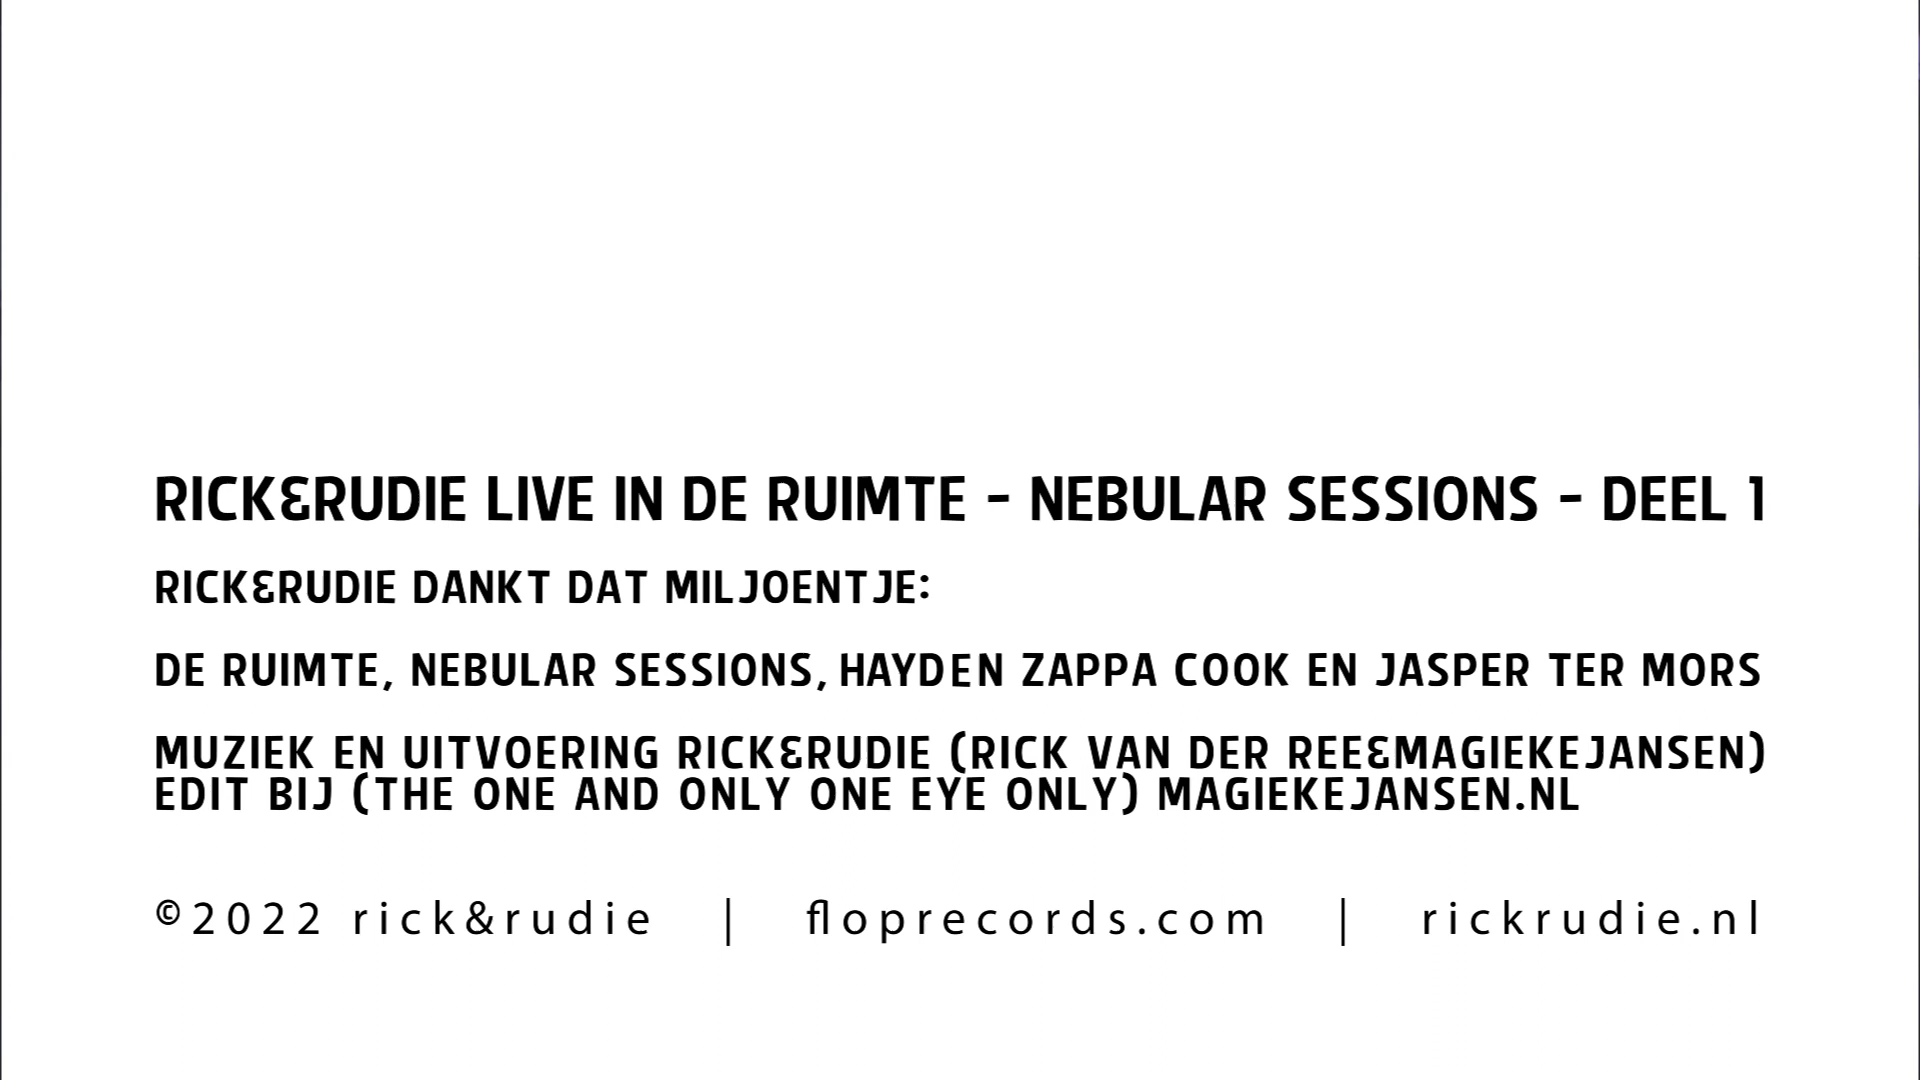 RICK&RUDIE LIVE IN DE RUIMTE - NEBULAR SESSIONS - DEEL 1
RICK&RUDIE DANKT DAT MILJOENTJE:
DE RUIMTE, NEBULAR SESSIONS, HAYDEN ZAPPA COOK EN JASPER TER MORS
MUZIEK EN UITVOERING RICK&RUDIE (RICK VAN DER REE&MAGIEKEJANSEN)
EDIT BIJ (THE ONE AND ONLY ONE EYE ONLY) MAGIEKEJANSEN.NL
©2022 rick&rudie | floprecords.com | rickrudie.nl